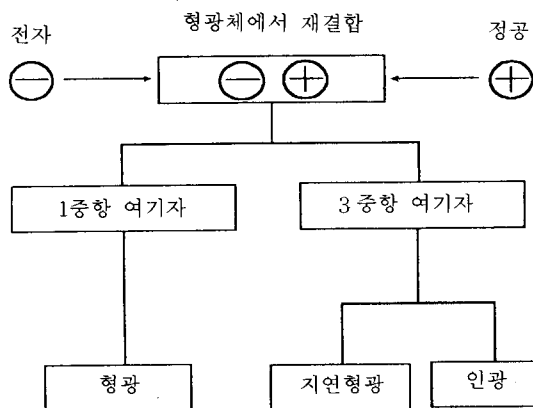 형광체에서 재결합
전자
정공
1중항 여기자
3 중항 여기자
형광
지연형광
인광